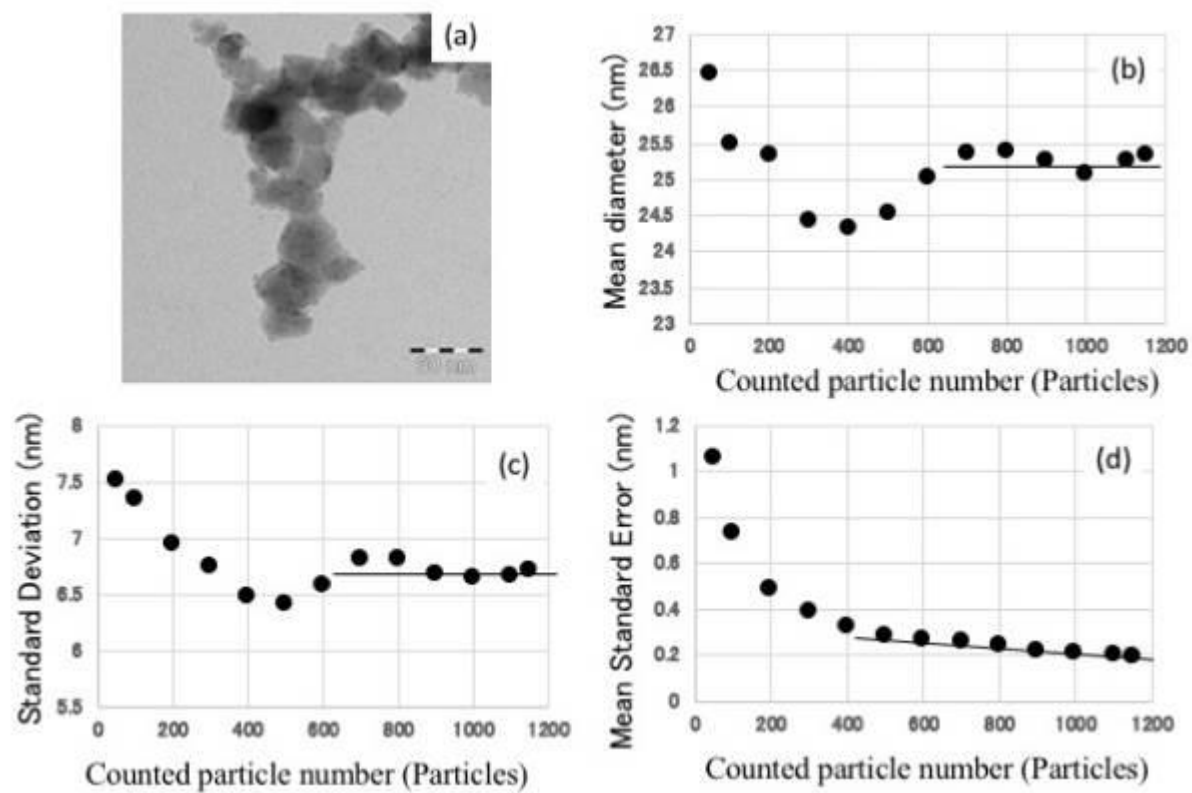 (a)
50 nm
(b)
Mean diameter (nm)
27
26.5
26
25.5
25
24.5
24
23.5
23
0 200 400 600 800 1000 1200
Counted particle number (Particles)
(c)
Standard Deviation (nm)
8
7.5
7
6.5
6
5.5
0 200 400 600 800 1000 1200
Counted particle number (Particles)
(d)
Mean Standard Error (nm)
1.2
1
0.8
0.6
0.4
0.2
0
0 200 400 600 800 1000 1200
Counted particle number (Particles)